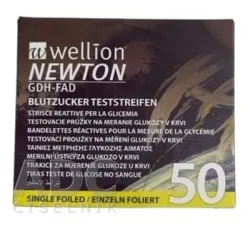 wellion
NEWTON
GDH-FAD
BLUTZUCKER TESTSTREIFEN
STRISCE REATTIVE PER LA GLICEMIA
TESTOVACIE PRÚŽKY NA MERANIE GLUKÓZY V KRVI
BANDELETTES RÉACTIVES POUR LA MESURE DE LA GLYCÉMIE
TESTOVACÍ PROUŽKY NA MĚŘENÍ GLUKÓZY V KRVI
ΤΑΙΝΙΕΣ ΜΕΤΡΗΣΗΣ ΓΛΥΚΟΖΗΣ ΑΙΜΑΤΟΣ
MERILNI LISTIČI ZA GLUKOZO V KRVI
TRAKICE ZA MJERENJE GLUKOZE U KRVI
TIRAS TESTE DE GLICOSE NO SANGUE
50
ČÍSELNÍK
SINGLE FOILED / EINZELN FOLIERT